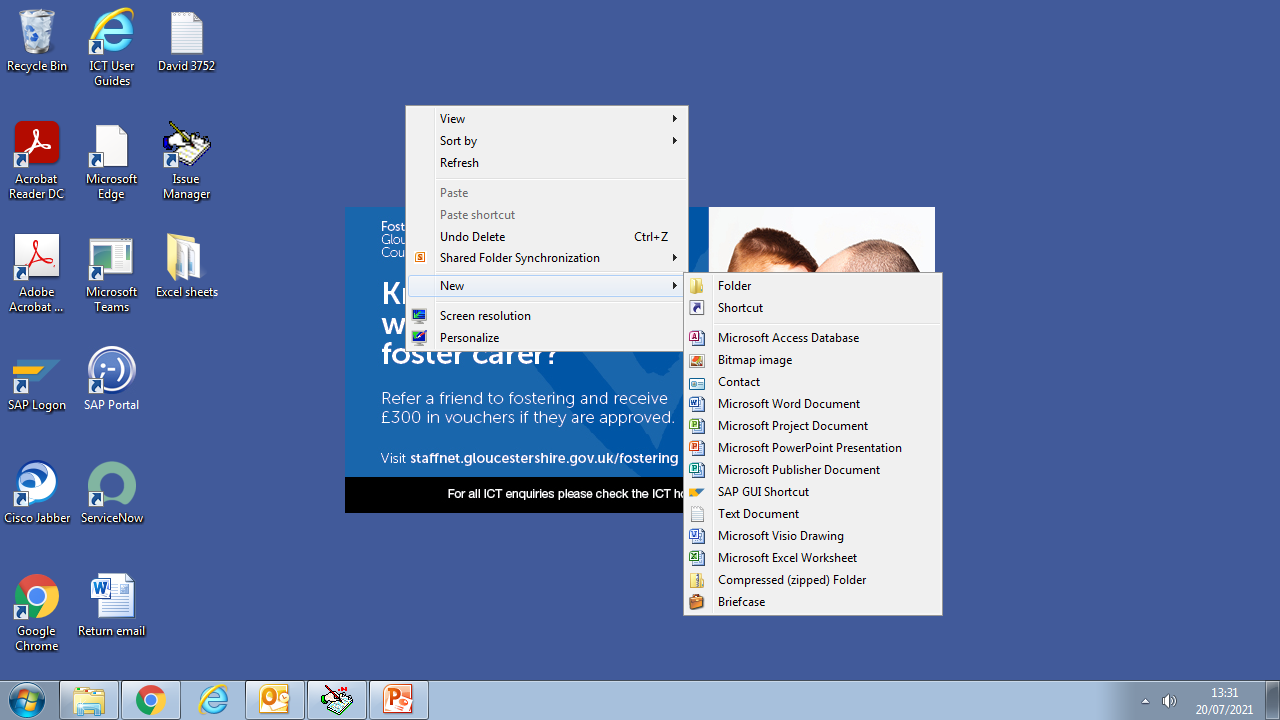 Recycle Bin
ICT User
Guides
David 3752
Acrobat
Reader DC
Microsoft
Edge
Issue
Manager
Adobe
Acrobat ...
Microsoft
Teams
Excel sheets
SAP Logon
SAP Portal
Cisco Jabber
ServiceNow
Google
Chrome
Return email
View
Sort by
Refresh
Paste
Paste shortcut
Undo Delete Ctrl+Z
Shared Folder Synchronization
New
Screen resolution
Personalize
Folder
Shortcut
Microsoft Access Database
Bitmap image
Contact
Microsoft Word Document
Microsoft Project Document
Microsoft PowerPoint Presentation
Microsoft Publisher Document
SAP GUI Shortcut
Text Document
Microsoft Visio Drawing
Microsoft Excel Worksheet
Compressed (zipped) Folder
Briefcase
foster carer?
Refer a friend to fostering and receive
£300 in vouchers if they are approved.
Visit staffnet.gloucestershire.gov.uk/fostering
For all ICT enquiries please check the ICT
13:31
20/07/2021